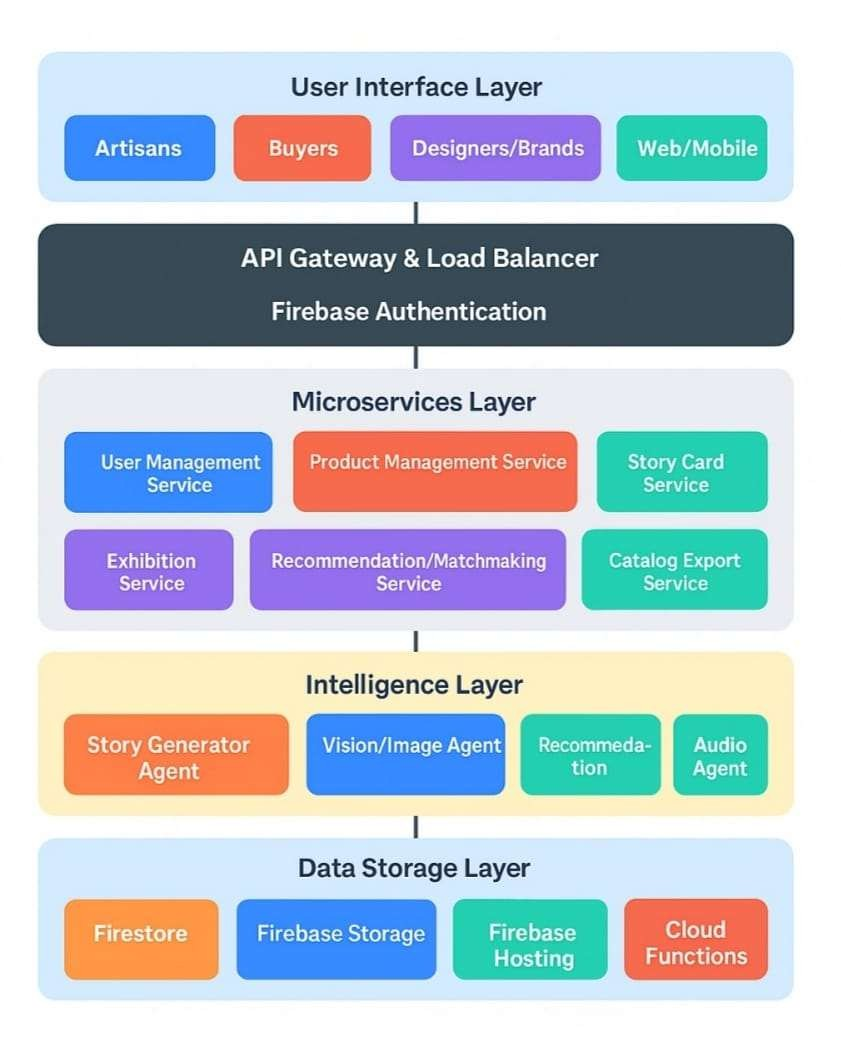 User Interface Layer
Artisans
Buyers
Designers/Brands
Web/Mobile
API Gateway & Load Balancer
Firebase Authentication
Microservices Layer
User Management
Service
Product Management Service
Story Card
Service
Exhibition
Service
Recommendation/Matchmaking
Service
Catalog Export
Service
Intelligence Layer
Story Generator
Agent
Vision/Image Agent
Recommeda-
tion
Audio
Agent
Data Storage Layer
Firestore
Firebase Storage
Firebase
Hosting
Cloud
Functions